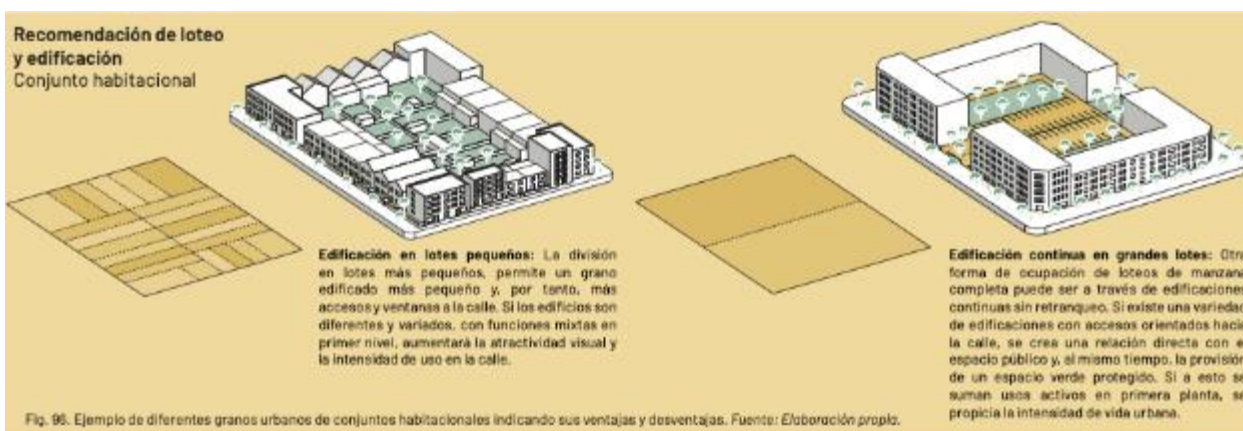 Recomendación de loteo
y edificación
Conjunto habitacional
Edificación en lotes pequeños: La división
en lotes más pequeños, permite un grano
edificado más pequeño y, por tanto, más
accesos y ventanas a la calle. Si los edificios son
diferentes y variados, con funciones mixtas en
primer nivel, aumentará la atractividad visual y
la intensidad de uso en la calle.
Edificación continua en grandes lotes: Otra
forma de ocupación de loteos de manzana
completa puede ser a través de edificaciones
continuas sin retranqueo. Si existe una variedad
de edificaciones con accesos orientados hacia
la calle, se crea una relación directa con el
espacio público y, al mismo tiempo, la provisión
de un espacio verde protegido. Si a esto se
suman usos activos en primera planta, se
propicia la intensidad de vida urbana.
Fig. 96. Ejemplo de diferentes granos urbanos de conjuntos habitacionales indicando sus ventajas y desventajas. Fuente: Elaboración propia.